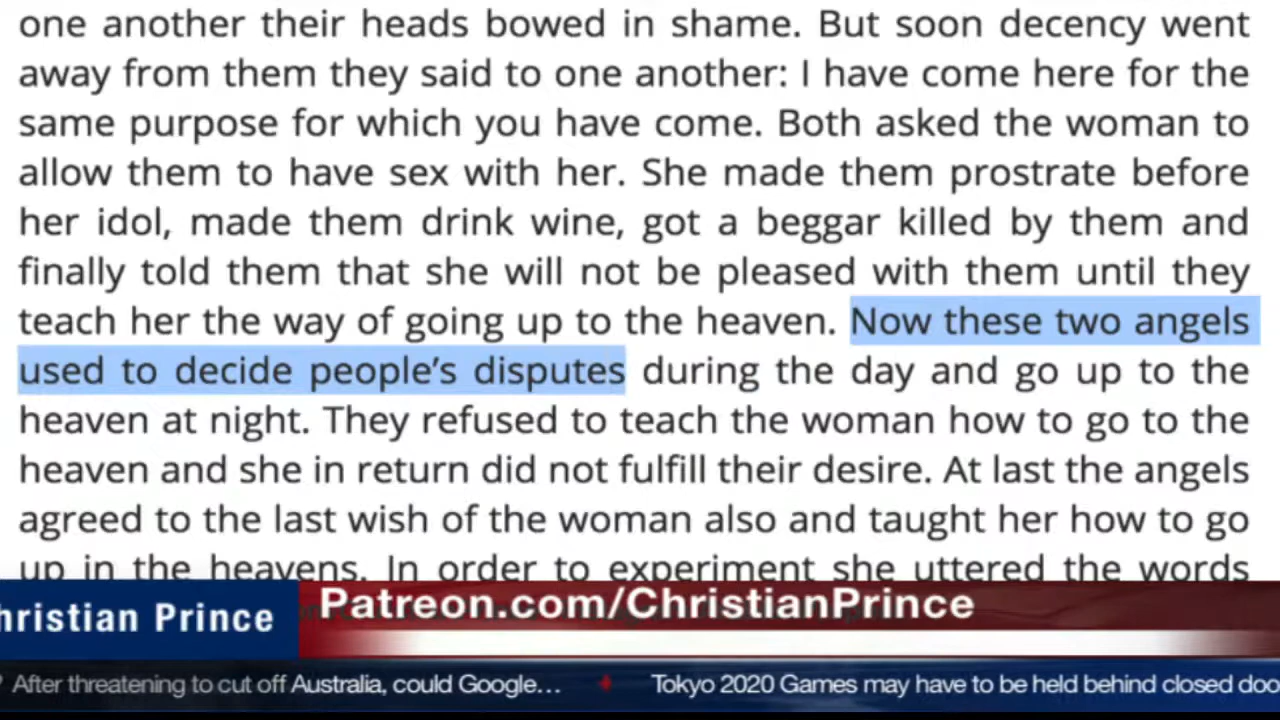 one another their heads bowed in shame. But soon decency went
away from them they said to one another: I have come here for the
same purpose for which you have come. Both asked the woman to
allow them to have sex with her. She made them prostrate before
her idol, made them drink wine, got a beggar killed by them and
finally told them that she will not be pleased with them until they
teach her the way of going up to the heaven. Now these two angels
used to decide people's disputes during the day and go up to the
heaven at night. They refused to teach the woman how to go to the
heaven and she in return did not fulfill their desire. At last the angels
agreed to the last wish of the woman also and taught her how to go
up in the heavens. In order to experiment she uttered the words
hristian Prince
Patreon.com/ChristianPrince
? After threatening to cut off Australia, could Google… Tokyo 2020 Games may have to be held behind closed doo